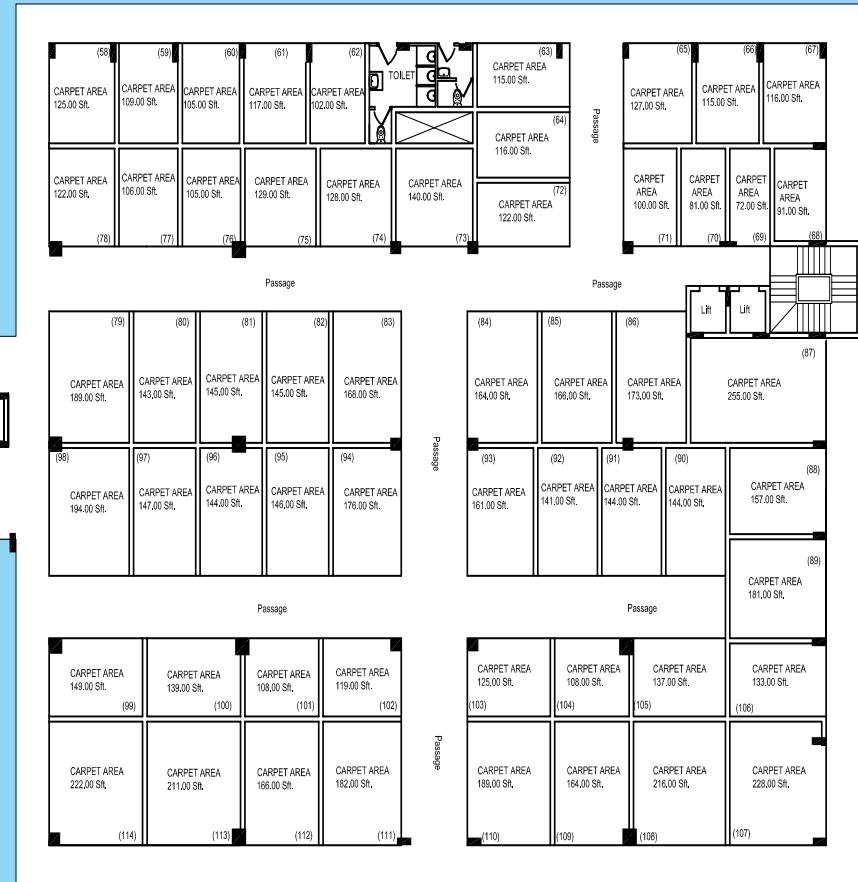 (58)
CARPET AREA
125.00 Sft.
(59)
CARPET AREA
109.00 Sft.
(60)
CARPET AREA
105.00 Sft.
(61)
CARPET AREA
117.00 Sft.
(62)
CARPET AREA
102.00 Sft.
TOILET
(63)
CARPET AREA
115.00 Sft.
(64)
CARPET AREA
116.00 Sft.
(72)
CARPET AREA
122.00 Sft.
Passage
(65)
CARPET AREA
127.00 Sft.
(66)
CARPET AREA
115.00 Sft.
(67)
CARPET AREA
116.00 Sft.
CARPET AREA
122.00 Sft.
(78)
CARPET AREA
106.00 Sft.
(77)
CARPET AREA
105.00 Sft.
(76)
CARPET AREA
129.00 Sft.
(75)
CARPET AREA
128.00 Sft.
(74)
CARPET AREA
140.00 Sft.
(73)
CARPET
AREA
100.00 Sft.
(71)
CARPET
AREA
81.00 Sft.
(70)
CARPET
AREA
72.00 Sft.
(69)
CARPET
AREA
91.00 Sft.
(68)
Passage
Passage
Lift
Lift
(79)
CARPET AREA
189.00 Sft.
(80)
CARPET AREA
143.00 Sft.
(81)
CARPET AREA
145.00 Sft.
(82)
CARPET AREA
145.00 Sft.
(83)
CARPET AREA
168.00 Sft.
(84)
CARPET AREA
164.00 Sft.
(85)
CARPET AREA
166.00 Sft.
(86)
CARPET AREA
173.00 Sft.
(87)
CARPET AREA
255.00 Sft.
Passage
(98)
CARPET AREA
194.00 Sft.
(97)
CARPET AREA
147.00 Sft.
(96)
CARPET AREA
144.00 Sft.
(95)
CARPET AREA
146.00 Sft.
(94)
CARPET AREA
176.00 Sft.
(93)
CARPET AREA
161.00 Sft.
(92)
CARPET AREA
141.00 Sft.
(91)
CARPET AREA
144.00 Sft.
(90)
CARPET AREA
144.00 Sft.
(88)
CARPET AREA
157.00 Sft.
(89)
CARPET AREA
181.00 Sft.
Passage
Passage
CARPET AREA
149.00 Sft.
(99)
CARPET AREA
139.00 Sft.
(100)
CARPET AREA
108.00 Sft.
(101)
CARPET AREA
119.00 Sft.
(102)
CARPET AREA
125.00 Sft.
(103)
CARPET AREA
108.00 Sft.
(104)
CARPET AREA
137.00 Sft.
(105)
CARPET AREA
133.00 Sft.
(106)
Passage
CARPET AREA
222.00 Sft.
(114)
CARPET AREA
211.00 Sft.
(113)
CARPET AREA
166.00 Sft.
(112)
CARPET AREA
182.00 Sft.
(111)
CARPET AREA
189.00 Sft.
(110)
CARPET AREA
164.00 Sft.
(109)
CARPET AREA
216.00 Sft.
(108)
CARPET AREA
228.00 Sft.
(107)